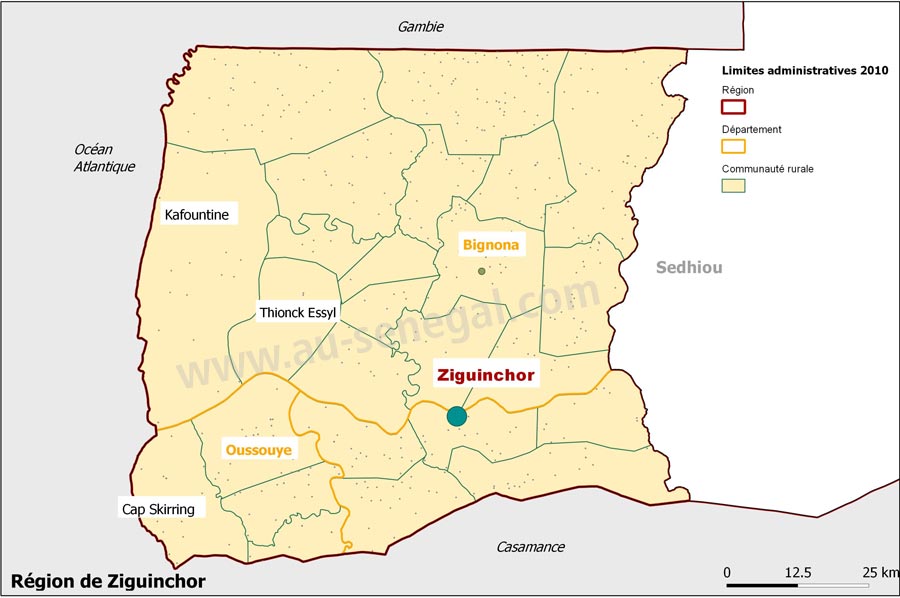 Gambie
Limites administratives 2010
Région
Département
Communauté rurale
Océan
Atlantique
Kafountine
Bignona
Sedhiou
Thionck Essyl
www.au-senegal.com
Ziguinchor
Oussouye
Cap Skirring
Casamance
Région de Ziguinchor
0 12.5 25 km